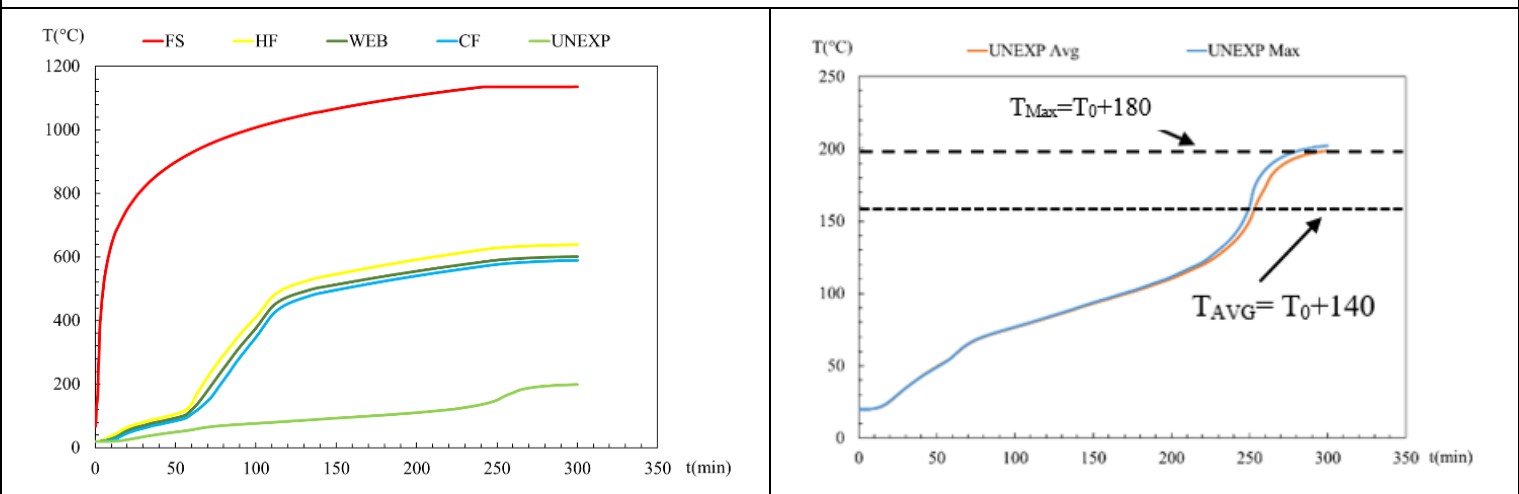 T(°C) FS HF WEB CF UNEXP
1200
1000
800
600
400
200
0
0 50 100 150 200 250 300 350 t(min)
T(°C) UNEXP Avg UNEXP Max
250
200
150
100
50
0
TMax=T0+180
TAVG= T0+140
0 50 100 150 200 250 300 350 t(min)